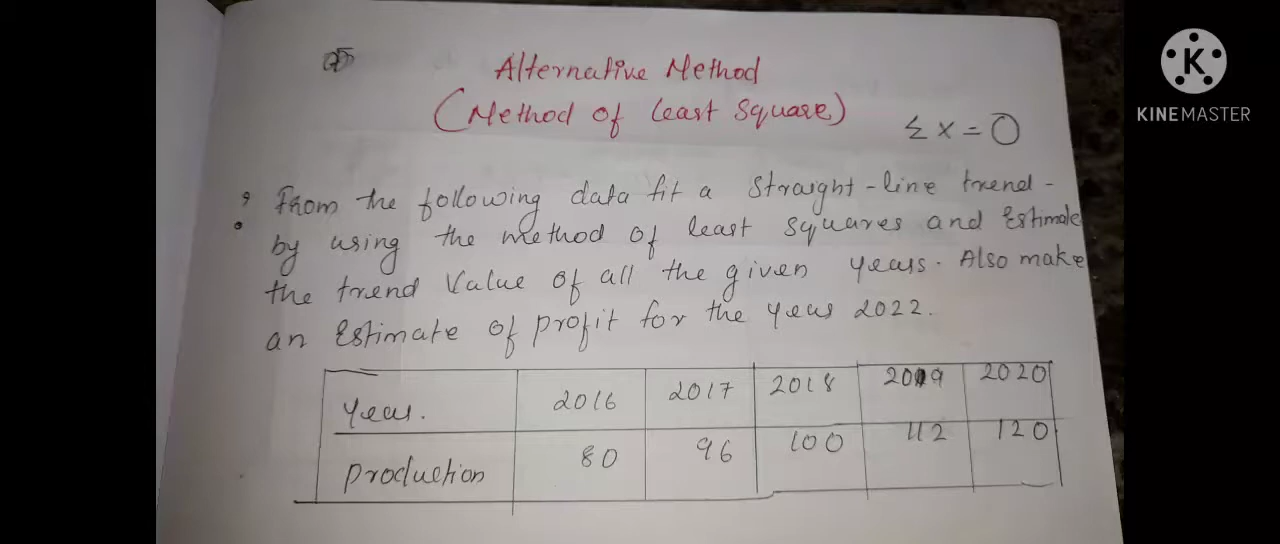 Alternative Method
(Method of Least Square)
Σx=0
From the following data fit a straight-line trend-
by using the method of least squares and Estimate
the trend Value of all the given years. Also make
an Estimate of profit for the year 2022.
Year. 2016 2017 2018 2019 2020
Production 80 96 100 112 120
K
KINEMASTER